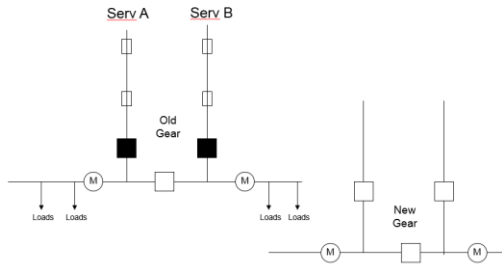 Serv A
Serv B
Old
Gear
M
M
Loads
Loads
Loads
Loads
New
Gear
M
M